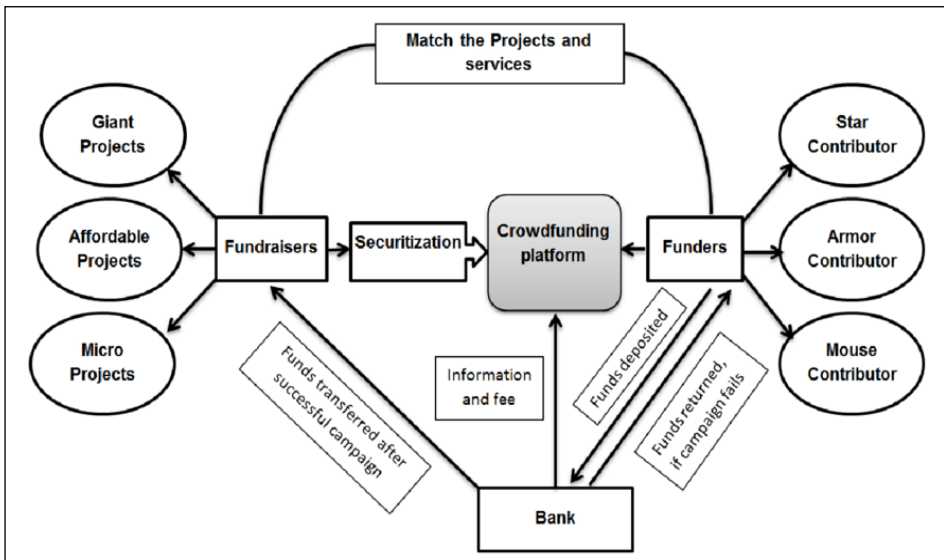 Match the Projects and
services
Giant
Projects
Star
Contributor
Affordable
Projects
Fundraisers
Securitization
Crowdfunding
platform
Funders
Armor
Contributor
Micro
Projects
Mouse
Contributor
Funds transferred after
successful campaign
Information
and fee
Funds deposited
Funds returned,
if campaign fails
Bank